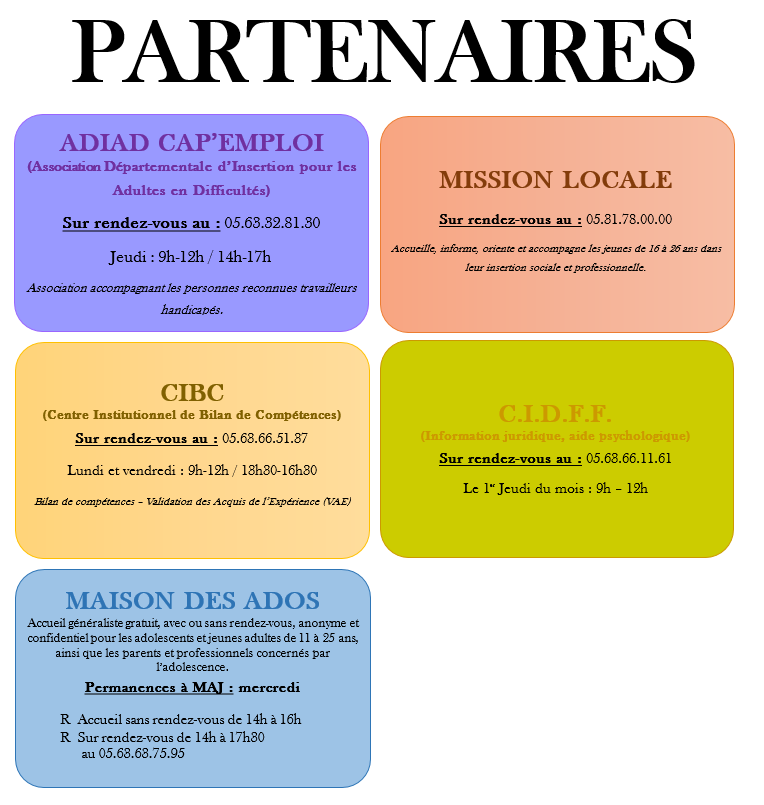 PARTENAIRES
ADIAD CAP’EMPLOI
(Association Départementale d’Insertion pour les
Adultes en Difficultés)
Sur rendez-vous au : 05.63.32.81.30
Jeudi : 9h-12h / 14h-17h
Association accompagnant les personnes reconnues travailleurs
handicapés.
MISSION LOCALE
Sur rendez-vous au : 05.81.78.00.00
Accueille, informe, oriente et accompagne les jeunes de 16 à 26 ans dans
leur insertion sociale et professionnelle.
CIBC
(Centre Institutionnel de Bilan de Compétences)
Sur rendez-vous au : 05.63.66.51.37
Lundi et vendredi : 9h-12h / 13h30-16h30
Bilan de compétences – Validation des Acquis de l’Expérience (VAE)
C.I.D.F.F.
(Information juridique, aide psychologique)
Sur rendez-vous au : 05.63.66.11.61
Le 1er Jeudi du mois : 9h – 12h
MAISON DES ADOS
Accueil généraliste gratuit, avec ou sans rendez-vous, anonyme et
confidentiel pour les adolescents et jeunes adultes de 11 à 25 ans,
ainsi que les parents et professionnels concernés par
l’adolescence.
Permanences à MAJ : mercredi
R Accueil sans rendez-vous de 14h à 16h
R Sur rendez-vous de 14h à 17h30
au 05.63.68.75.95